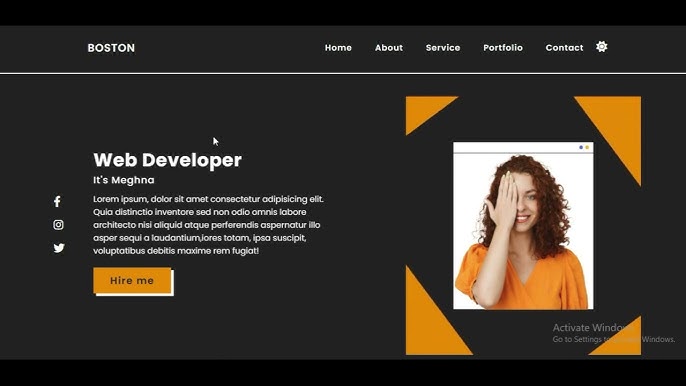 BOSTON
Home About Service Portfolio Contact
Web Developer
It's Meghna
Lorem ipsum, dolor sit amet consectetur adipisicing elit.
Quia distinctio inventore sed non odio omnis labore
architecto nisi aliquid atque perferendis aspernatur illo
asper sequi a laudantium,iores totam, ipsa suscipit,
voluptatibus debitis maxime rem fugiat!
Hire me
Activate Windows
Go to Settings to Windows.